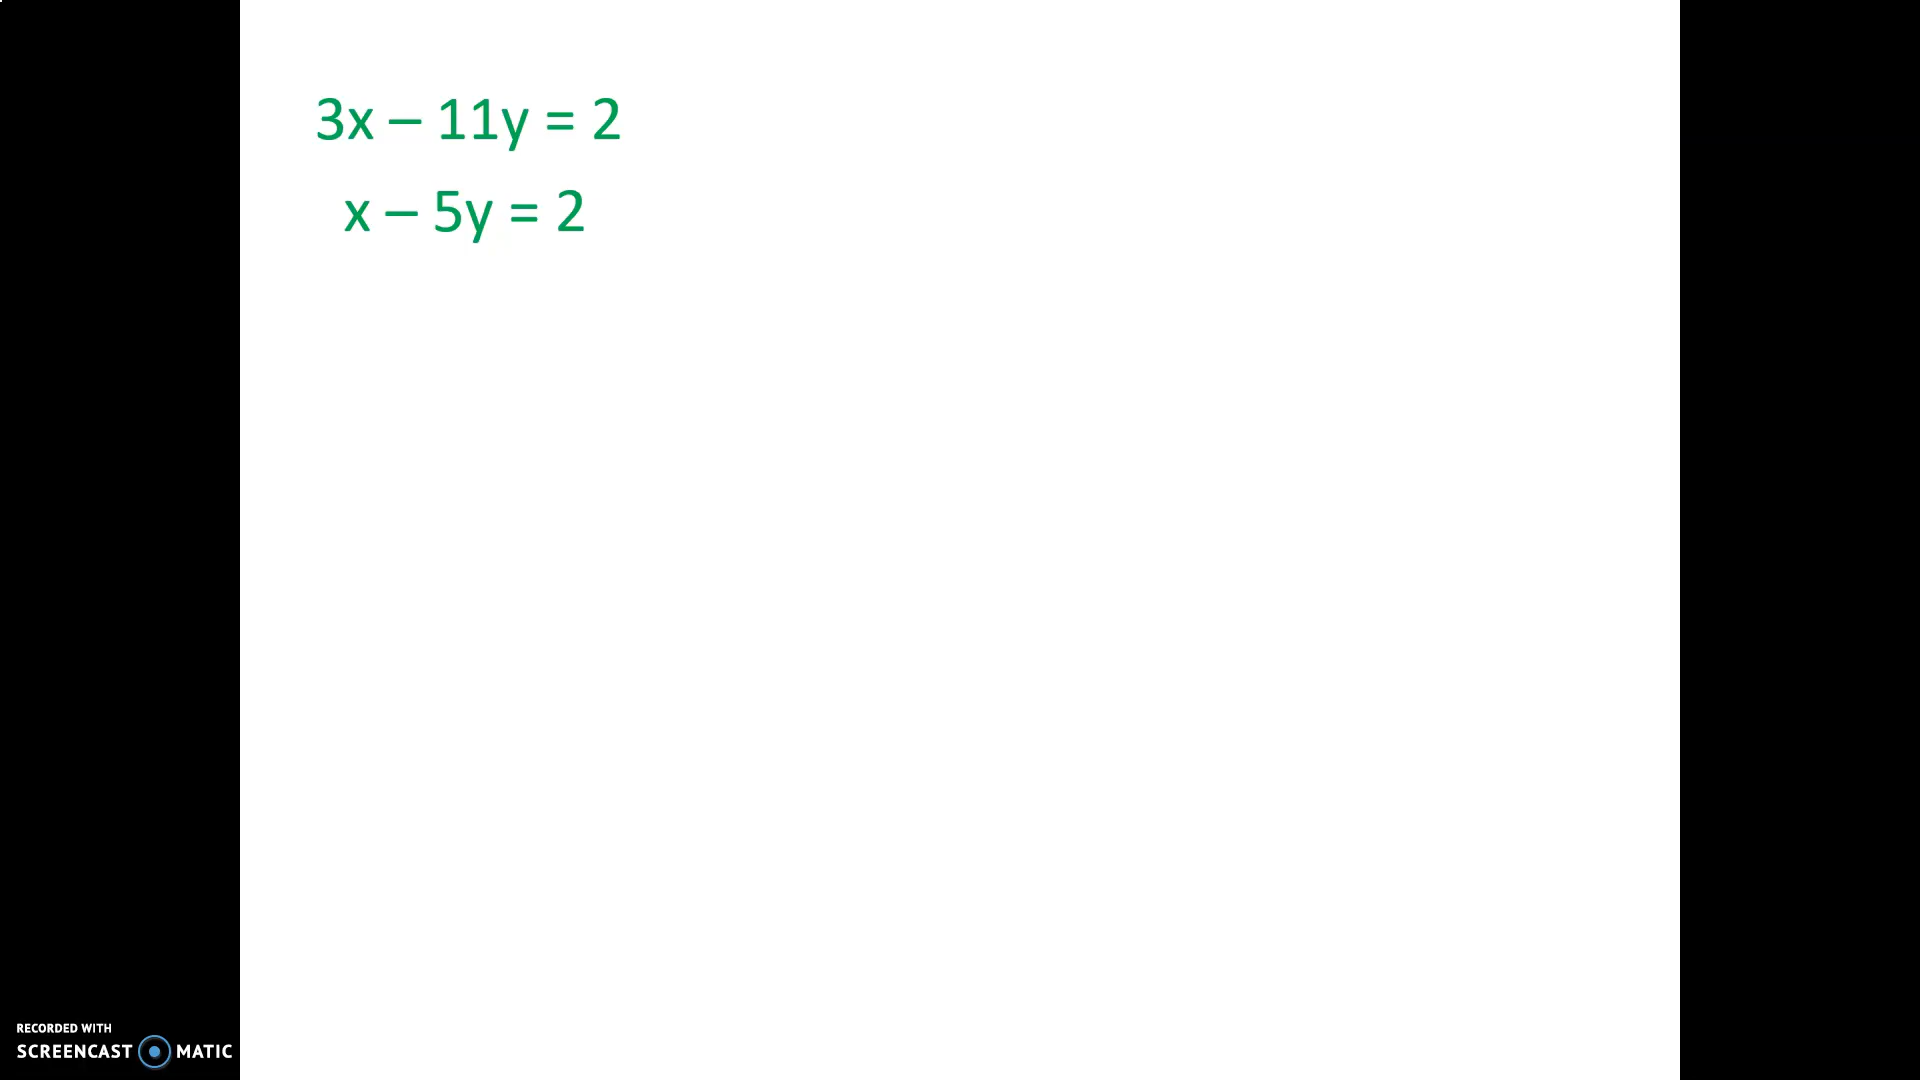 3x – 11y = 2
x – 5y = 2
RECORDED WITH
SCREENCAST MATIC